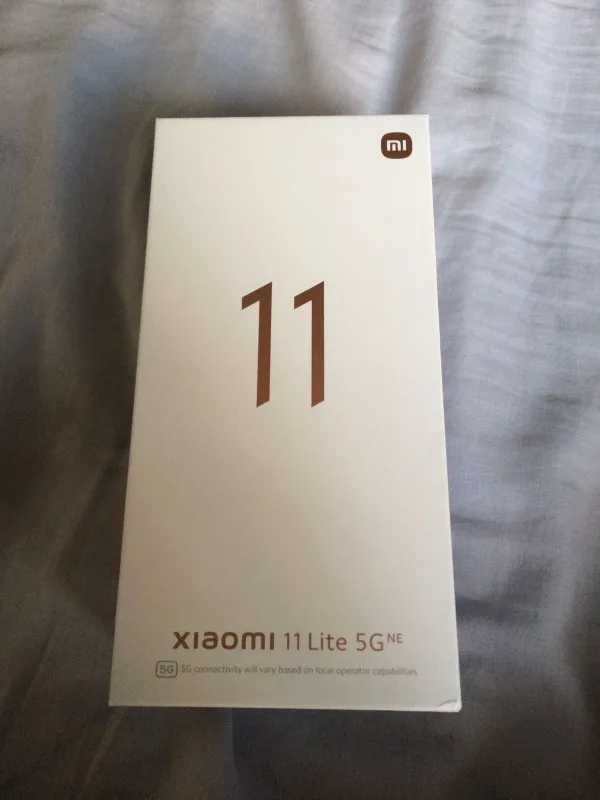 mi
11
xiaomi 11 Lite 5G NE
5G 5G connectivity will vary based on local operator capabilities.